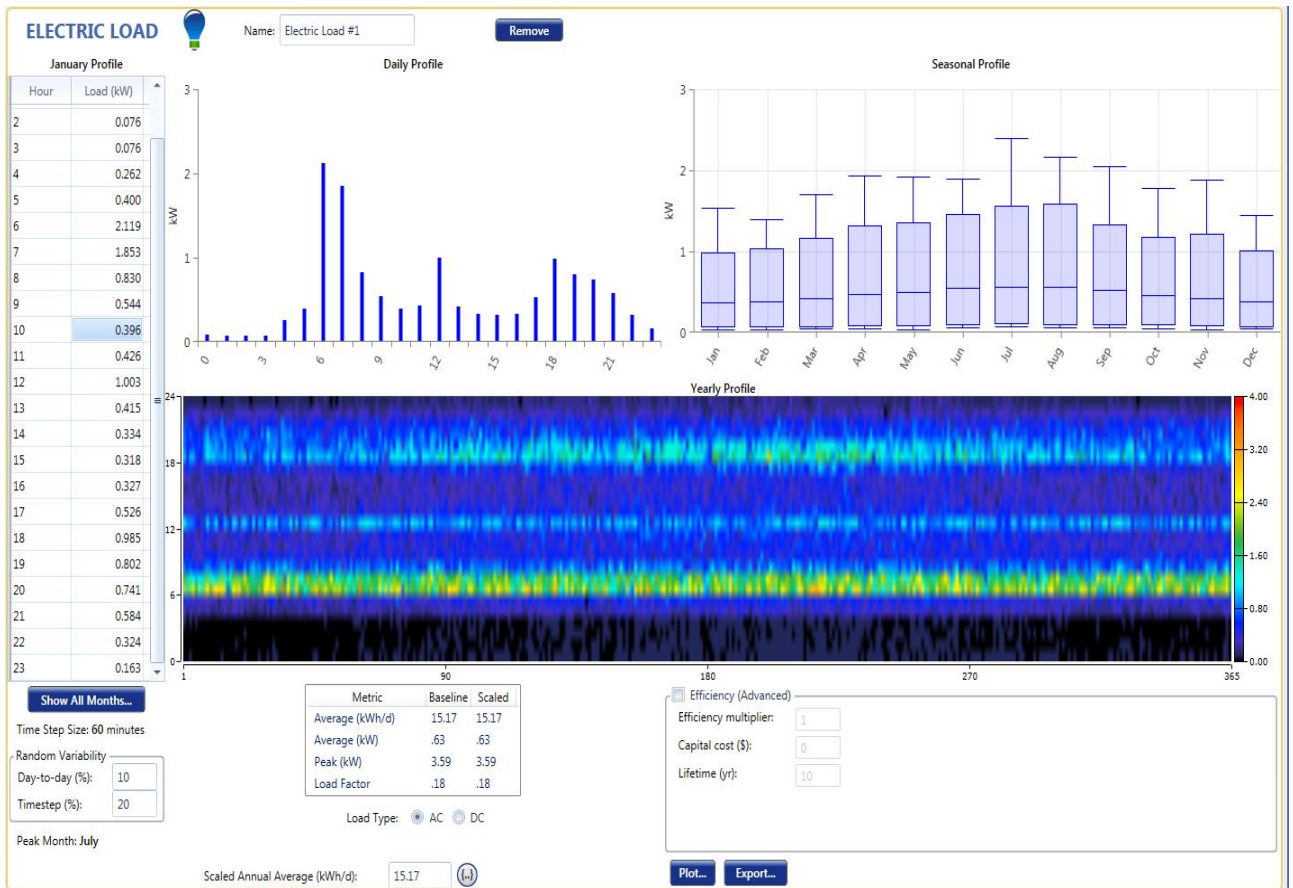 ELECTRIC LOAD
Name: Electric Load #1
Remove
January Profile
Hour Load (kW)
2 0.076
3 0.076
4 0.262
5 0.400
6 2.119
7 1.853
8 0.830
9 0.544
10 0.396
11 0.426
12 1.003
13 0.415
14 0.334
15 0.318
16 0.327
17 0.526
18 0.985
19 0.802
20 0.741
21 0.584
22 0.324
23 0.163
Show All Months...
Time Step Size: 60 minutes
Random Variability
Day-to-day (%): 10
Timestep (%): 20
Peak Month: July
Daily Profile
3
2
kW
1
0
0 3 6 9 12 15 18 21
Seasonal Profile
3
2
kW
1
0
Jan Feb Mar Apr May Jun Jul Aug Sep Oct Nov Dec
Yearly Profile
24
18
12
6
0
1 90 180 270 365
4.00
3.20
2.40
1.60
0.80
0.00
Metric Baseline Scaled
Average (kWh/d) 15.17 15.17
Average (kW) .63 .63
Peak (kW) 3.59 3.59
Load Factor .18 .18
Load Type: AC DC
Scaled Annual Average (kWh/d): 15.17 {..}
Efficiency (Advanced)
Efficiency multiplier: 1
Capital cost ($): 0
Lifetime (yr): 10
Plot... Export...